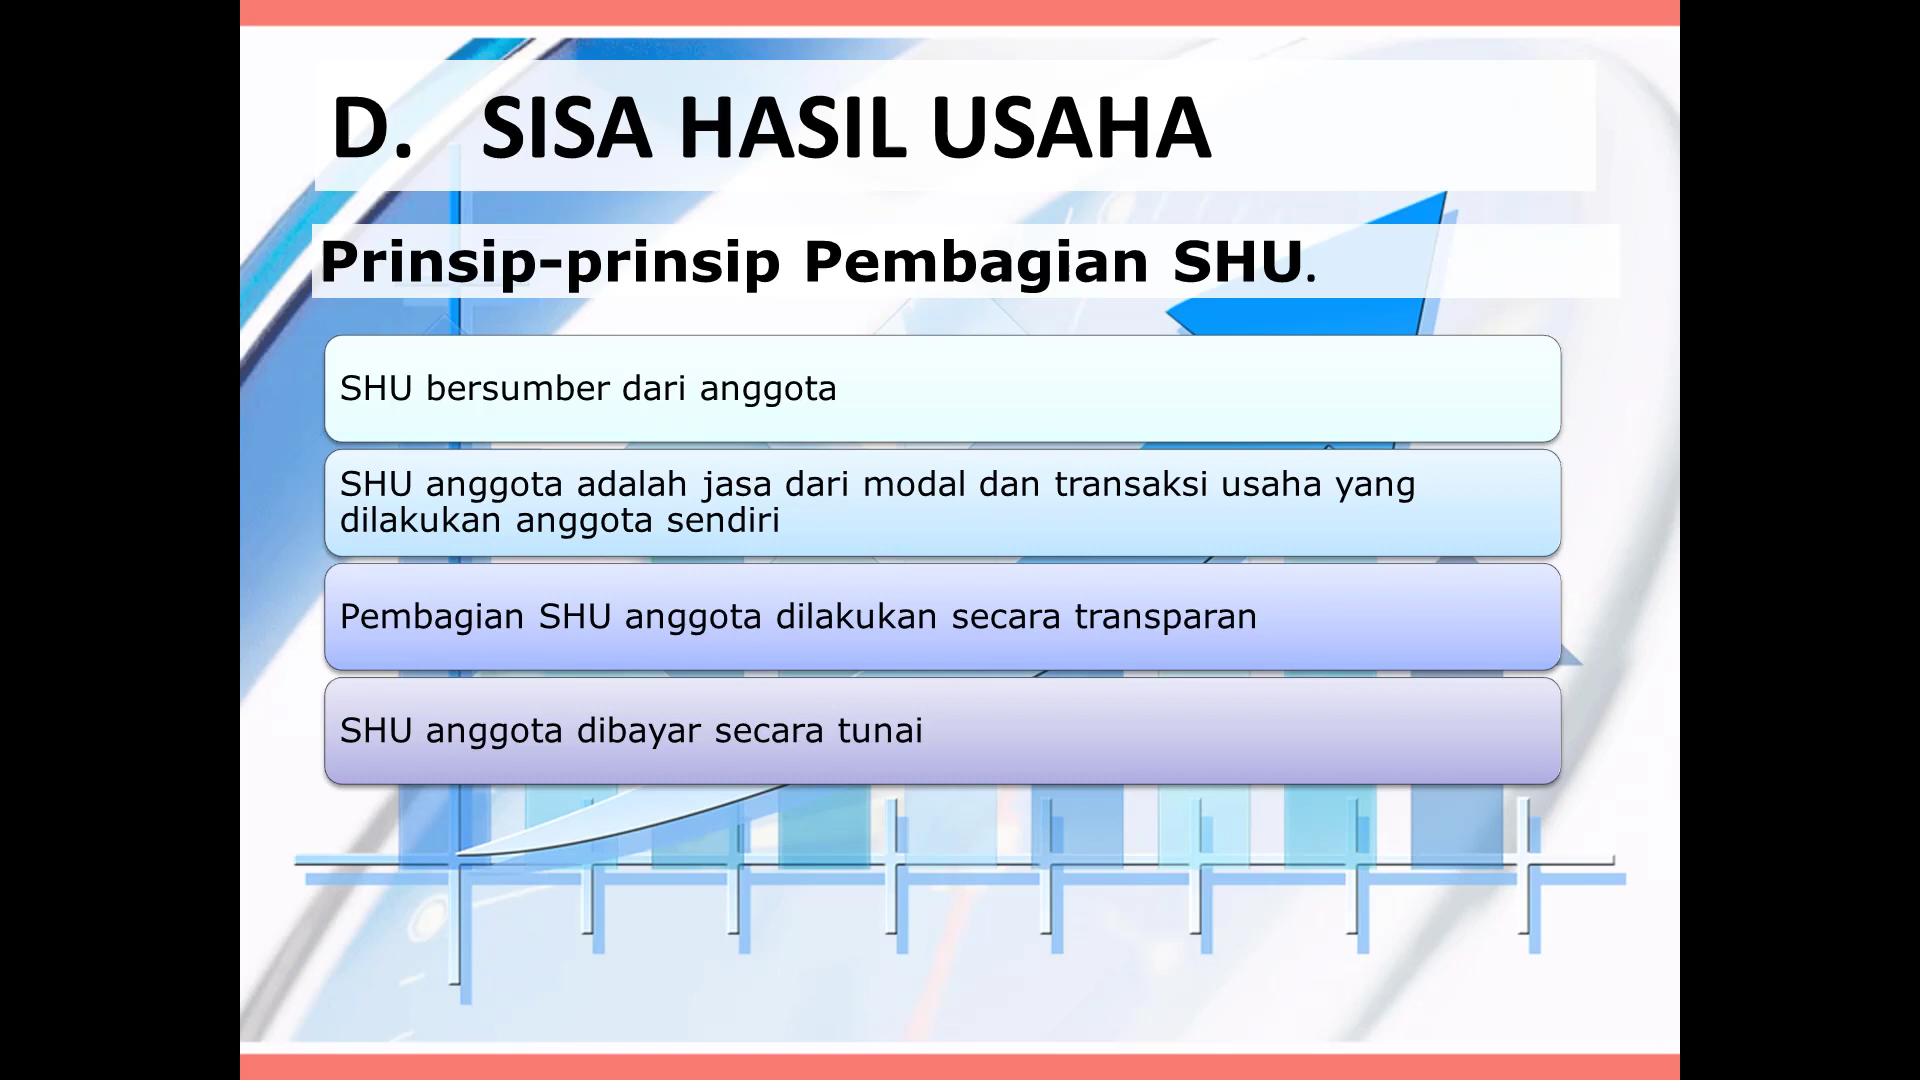 D. SISA HASIL USAHA
Prinsip-prinsip Pembagian SHU.
SHU bersumber dari anggota
SHU anggota adalah jasa dari modal dan transaksi usaha yang
dilakukan anggota sendiri
Pembagian SHU anggota dilakukan secara transparan
SHU anggota dibayar secara tunai